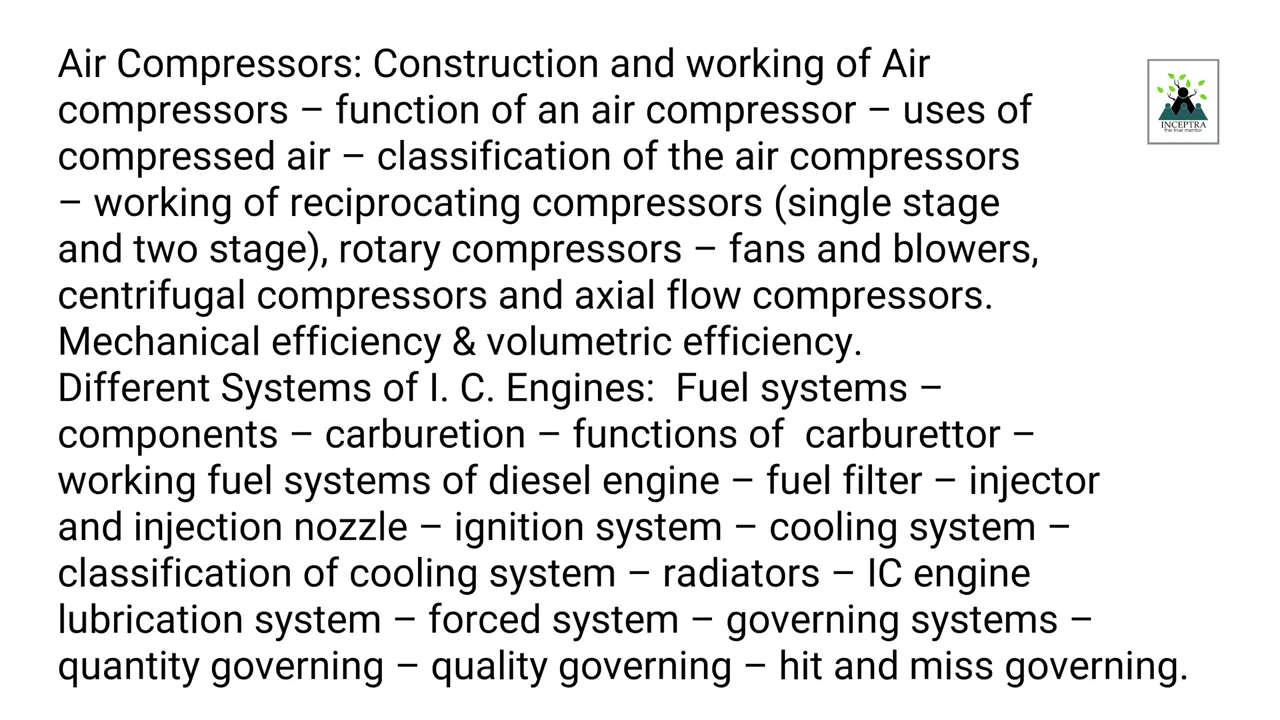 Air Compressors: Construction and working of Air
compressors – function of an air compressor – uses of
compressed air – classification of the air compressors
– working of reciprocating compressors (single stage
and two stage), rotary compressors – fans and blowers,
centrifugal compressors and axial flow compressors.
Mechanical efficiency & volumetric efficiency.
Different Systems of I. C. Engines:  Fuel systems –
components – carburetion – functions of  carburettor –
working fuel systems of diesel engine – fuel filter – injector
and injection nozzle – ignition system – cooling system –
classification of cooling system – radiators – IC engine
lubrication system – forced system – governing systems –
quantity governing – quality governing – hit and miss governing.
INCEPTRA
the true mentor